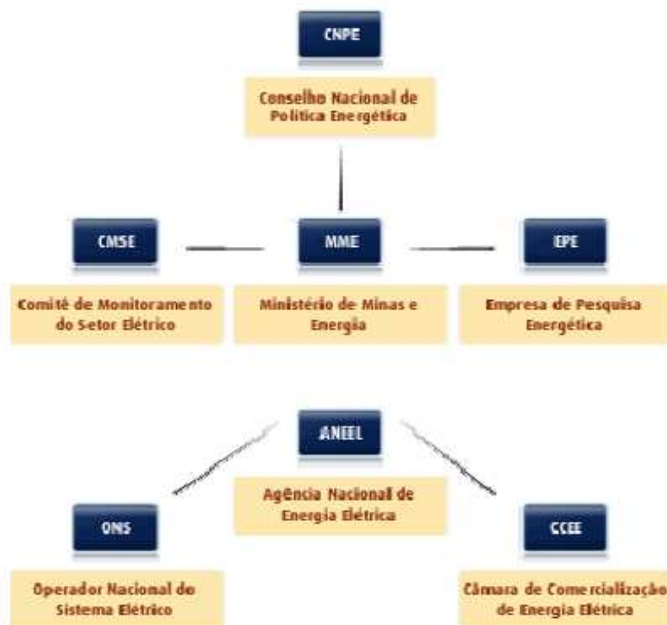 CNPE
Conselho Nacional de
Política Energética
CMSE
MME
EPE
Comitê de Monitoramento
do Setor Elétrico
Ministério de Minas e
Energia
Empresa de Pesquisa
Energética
ANEEL
Agência Nacional de
Energia Elétrica
ONS
CCEE
Operador Nacional do
Sistema Elétrico
Câmara de Comercialização
de Energia Elétrica